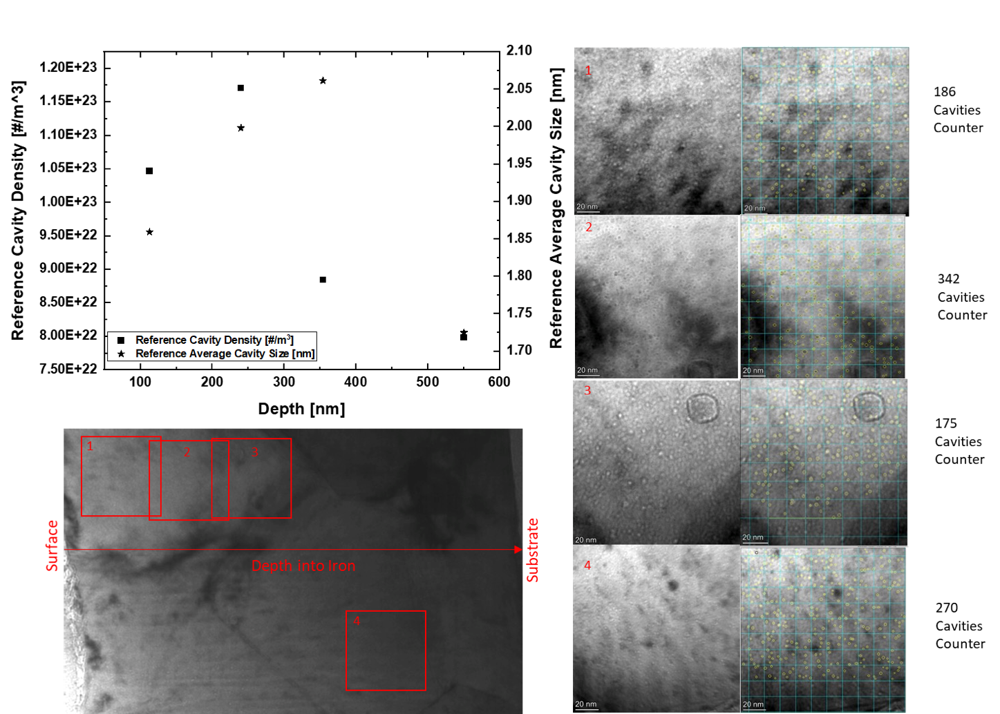 1.20E+23
1.15E+23
1.10E+23
1.05E+23
1.00E+23
9.50E+22
9.00E+22
8.50E+22
8.00E+22
7.50E+22
Reference Cavity Density [#/m^3]
2.10
2.05
2.00
1.95
1.90
1.85
1.80
1.75
1.70
Reference Average Cavity Size [nm]
Reference Cavity Density [#/m³]
Reference Average Cavity Size [nm]
100 200 300 400 500 600
Depth [nm]
1
2
3
4
Surface
Depth into Iron
Substrate
1
20 nm
20 nm
186
Cavities
Counter
2
20 nm
20 nm
342
Cavities
Counter
3
20 nm
20 nm
175
Cavities
Counter
4
20 nm
20 nm
270
Cavities
Counter